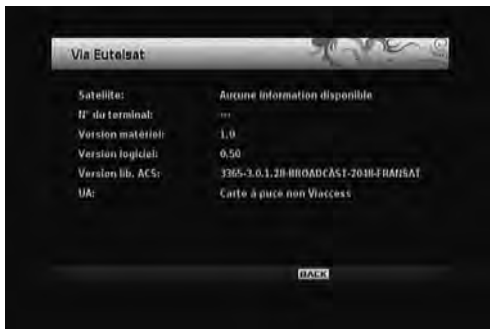 Via Eutelsat
Satellite: Aucune information disponible
N° du terminal: ---
Version matériel: 1.0
Version logiciel: 0.50
Version lib. ACS: 3365-3.0.1.28-BROADCAST-2048-FRANSAT
UA: Carte à puce non Viaccess
BACK